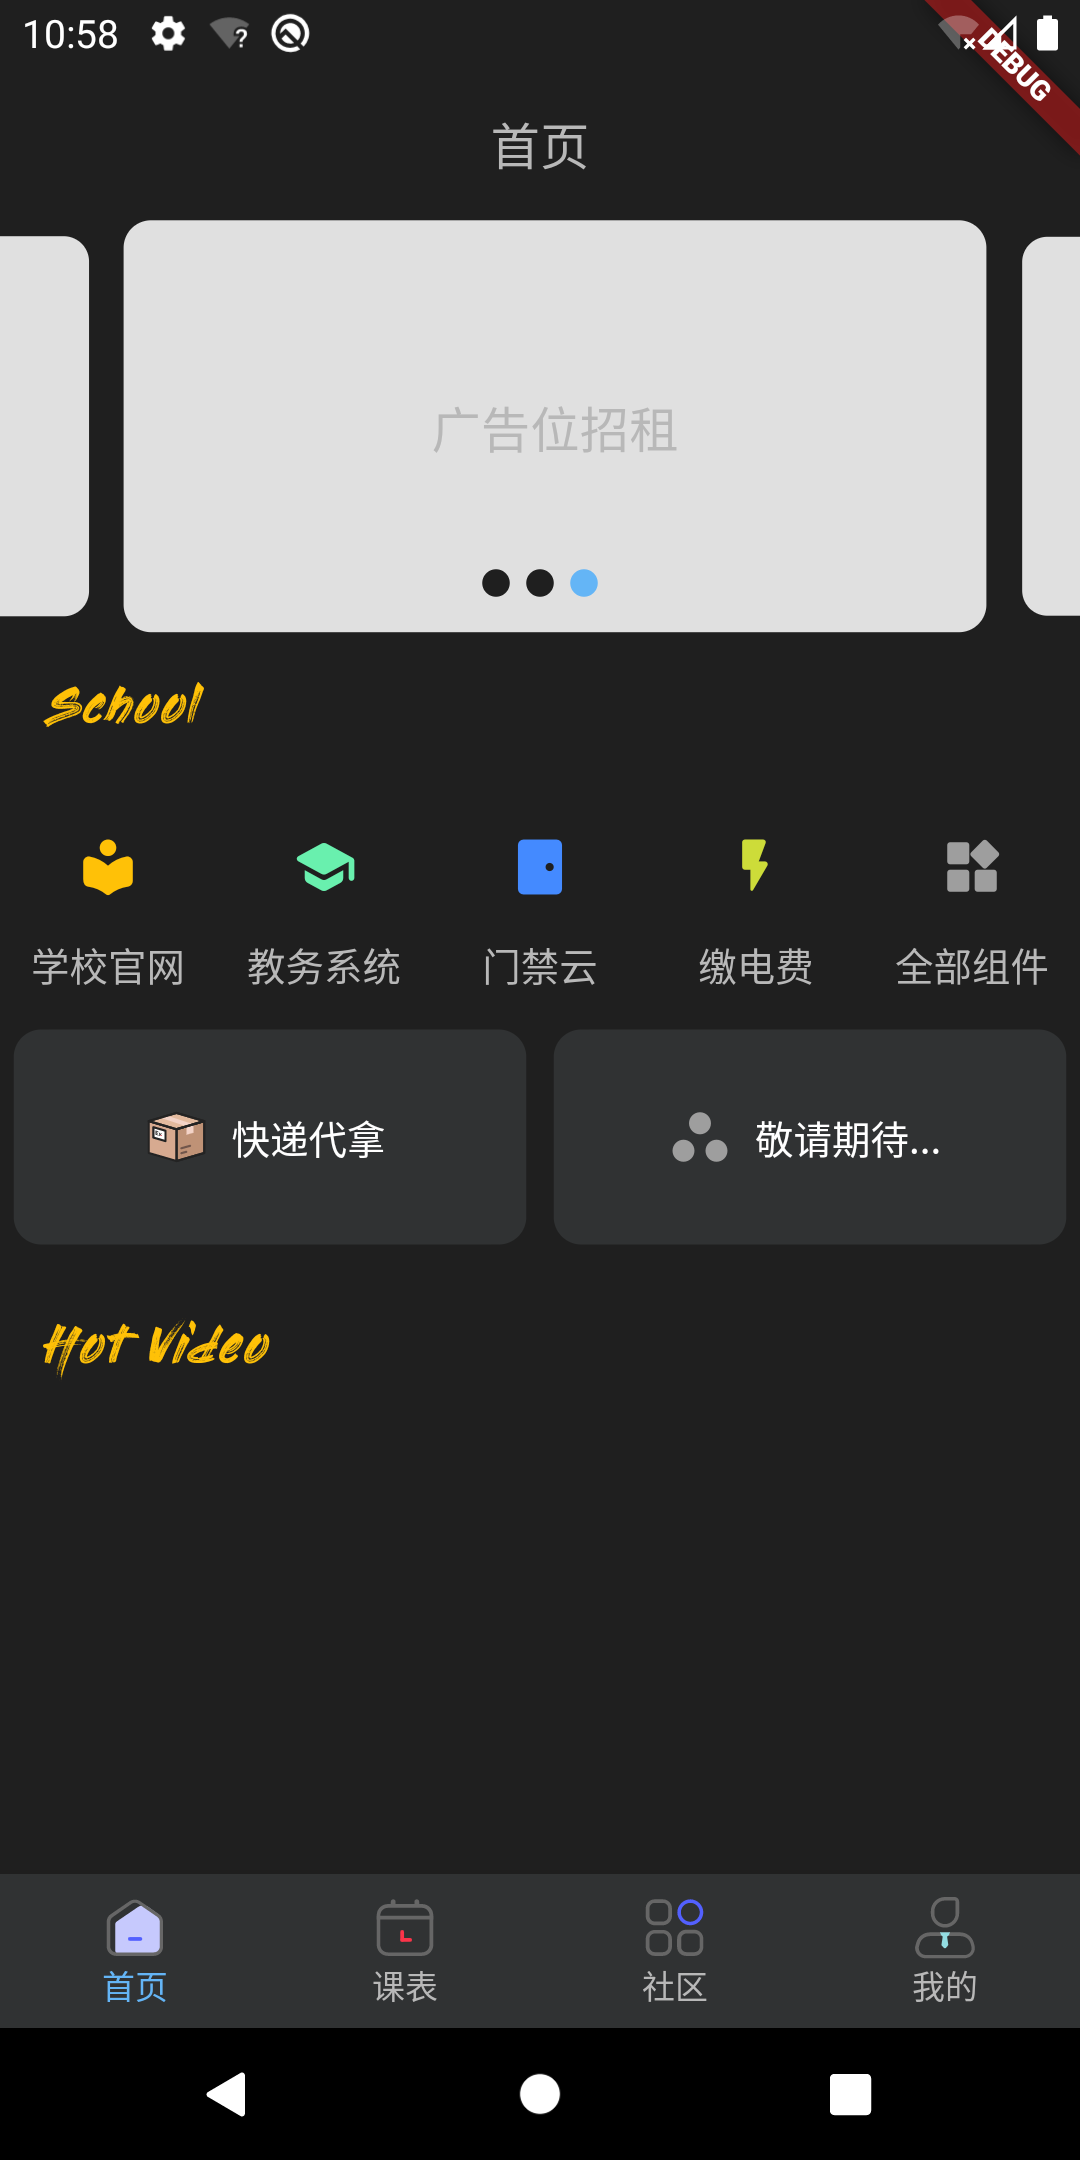 10:58
DEBUG
首页
广告位招租
School
学校官网 教务系统 门禁云 缴电费 全部组件
快递代拿 敬请期待...
Hot Video
首页 课表 社区 我的